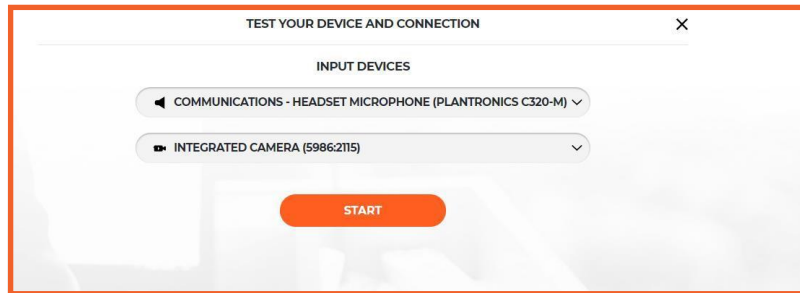 TEST YOUR DEVICE AND CONNECTION
INPUT DEVICES
COMMUNICATIONS - HEADSET MICROPHONE (PLANTRONICS C320-M)
INTEGRATED CAMERA (5986:2115)
START